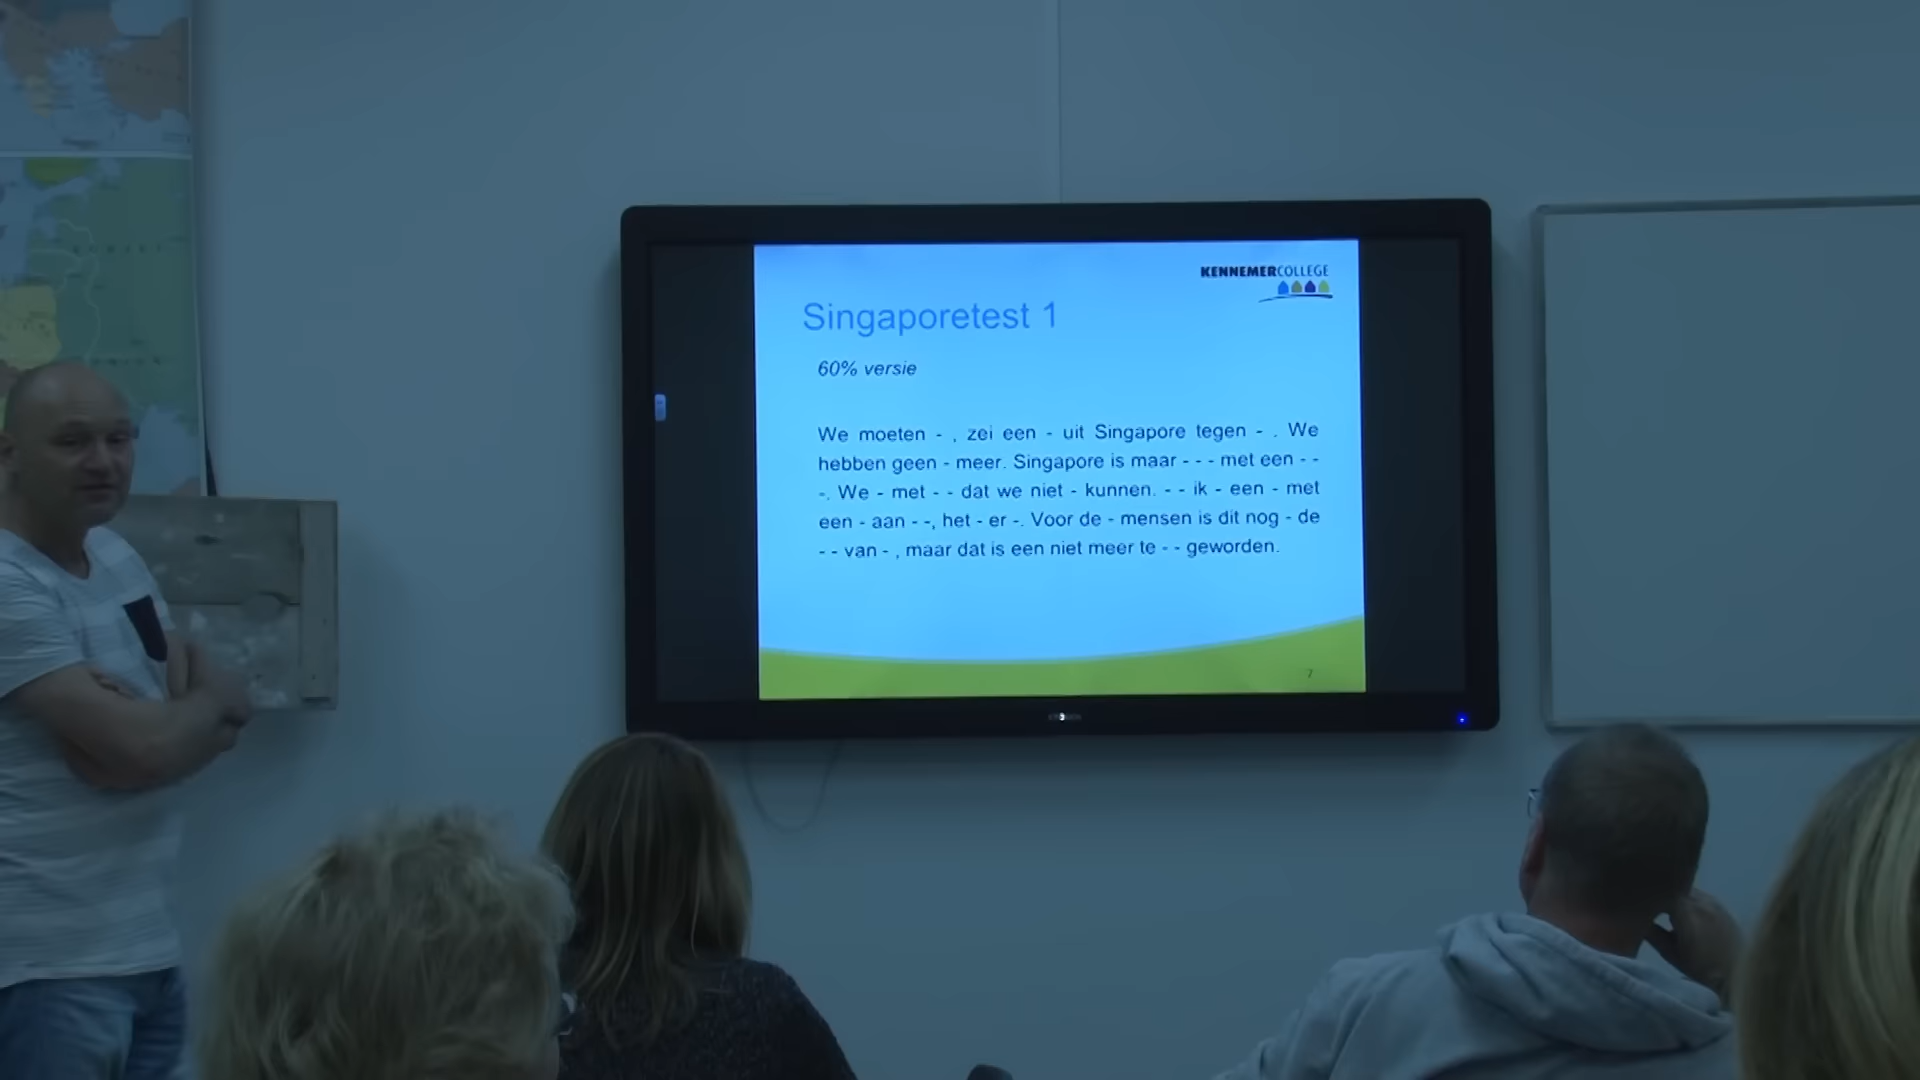 KENNEMERCOLLEGE
Singaporetest 1
60% versie
We moeten - , zei een - uit Singapore tegen - . We
hebben geen - meer. Singapore is maar - - - met een - -
-. We - met - - dat we niet - kunnen. - - ik - een - met
een - aan - -, het - er -. Voor de - mensen is dit nog - de
- - van - , maar dat is een niet meer te - - geworden.
7